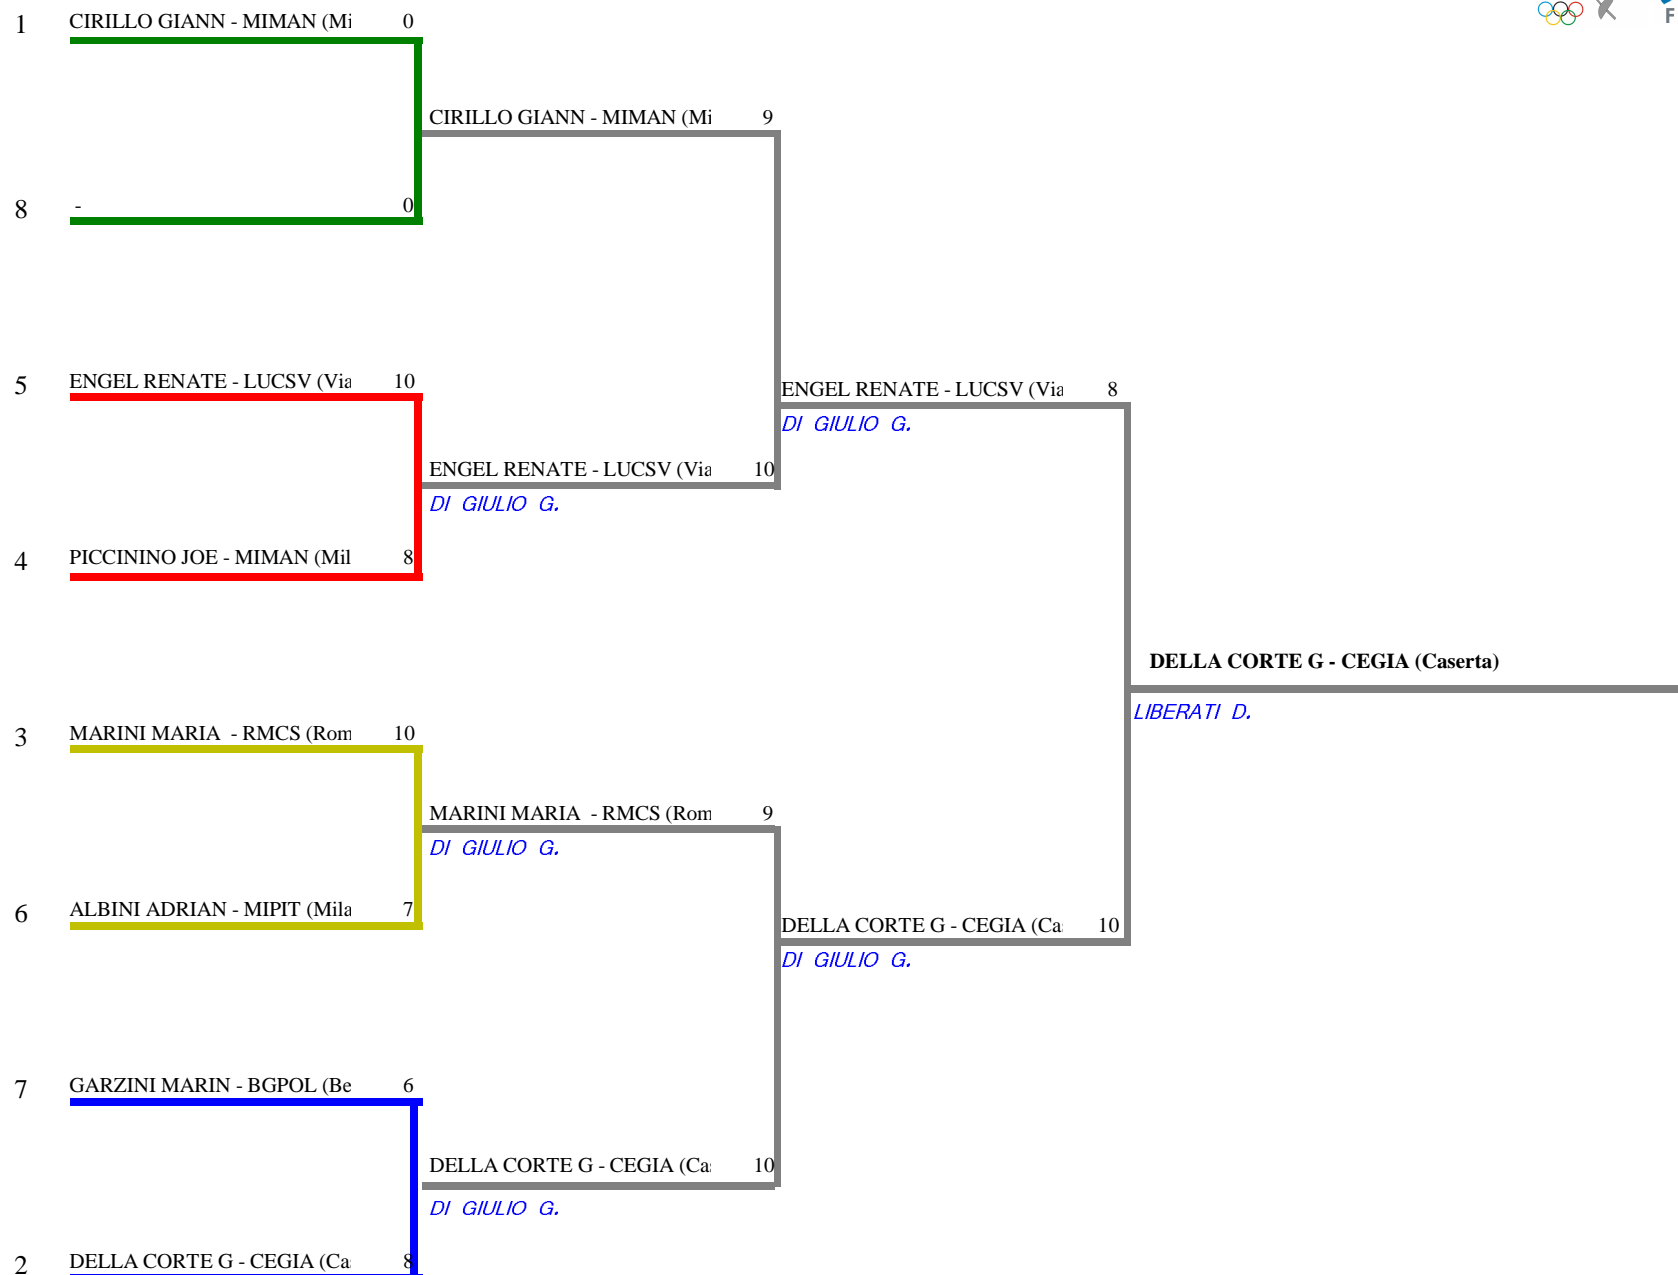 1 CIRILLO GIANN - MIMAN (Mi 0
CIRILLO GIANN - MIMAN (Mi 9
8 - 0
5 ENGEL RENATE - LUCSV (Via 10
ENGEL RENATE - LUCSV (Via 8
DI GIULIO G.
ENGEL RENATE - LUCSV (Via 10
DI GIULIO G.
4 PICCININO JOE - MIMAN (Mil 8
DELLA CORTE G - CEGIA (Caserta)
LIBERATI D.
3 MARINI MARIA - RMCS (Rom 10
MARINI MARIA - RMCS (Rom 9
DI GIULIO G.
6 ALBINI ADRIAN - MIPIT (Mila 7
DELLA CORTE G - CEGIA (Ca 10
DI GIULIO G.
7 GARZINI MARIN - BGPOL (Be 6
DELLA CORTE G - CEGIA (Ca 10
DI GIULIO G.
2 DELLA CORTE G - CEGIA (Ca 8